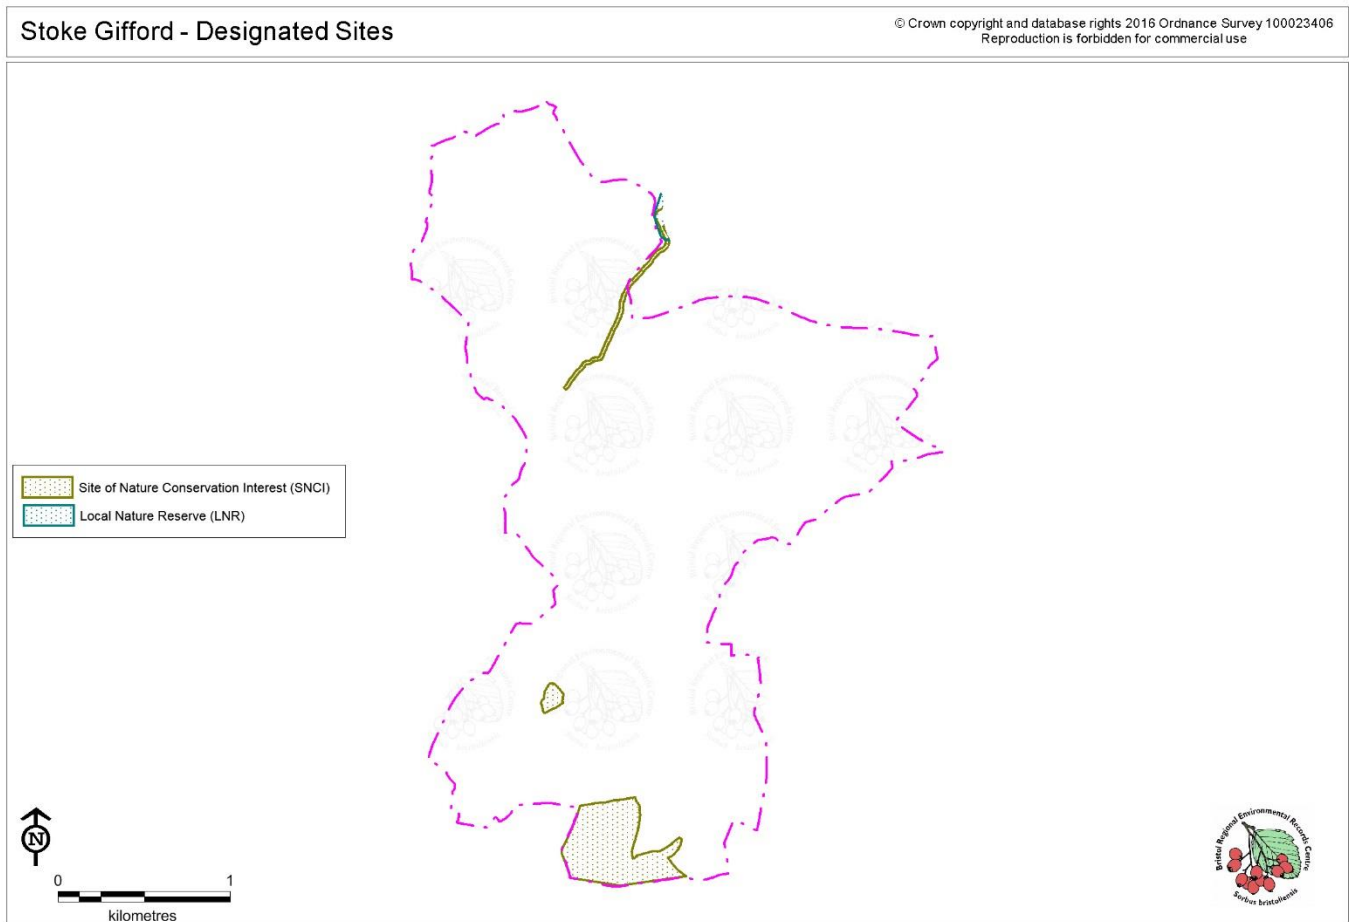 Stoke Gifford - Designated Sites
© Crown copyright and database rights 2016 Ordnance Survey 100023406
Reproduction is forbidden for commercial use
Site of Nature Conservation Interest (SNCI)
Local Nature Reserve (LNR)
N
0 1
kilometres
Bristol Regional Environmental Records Centre
Sorbus bristoliensis